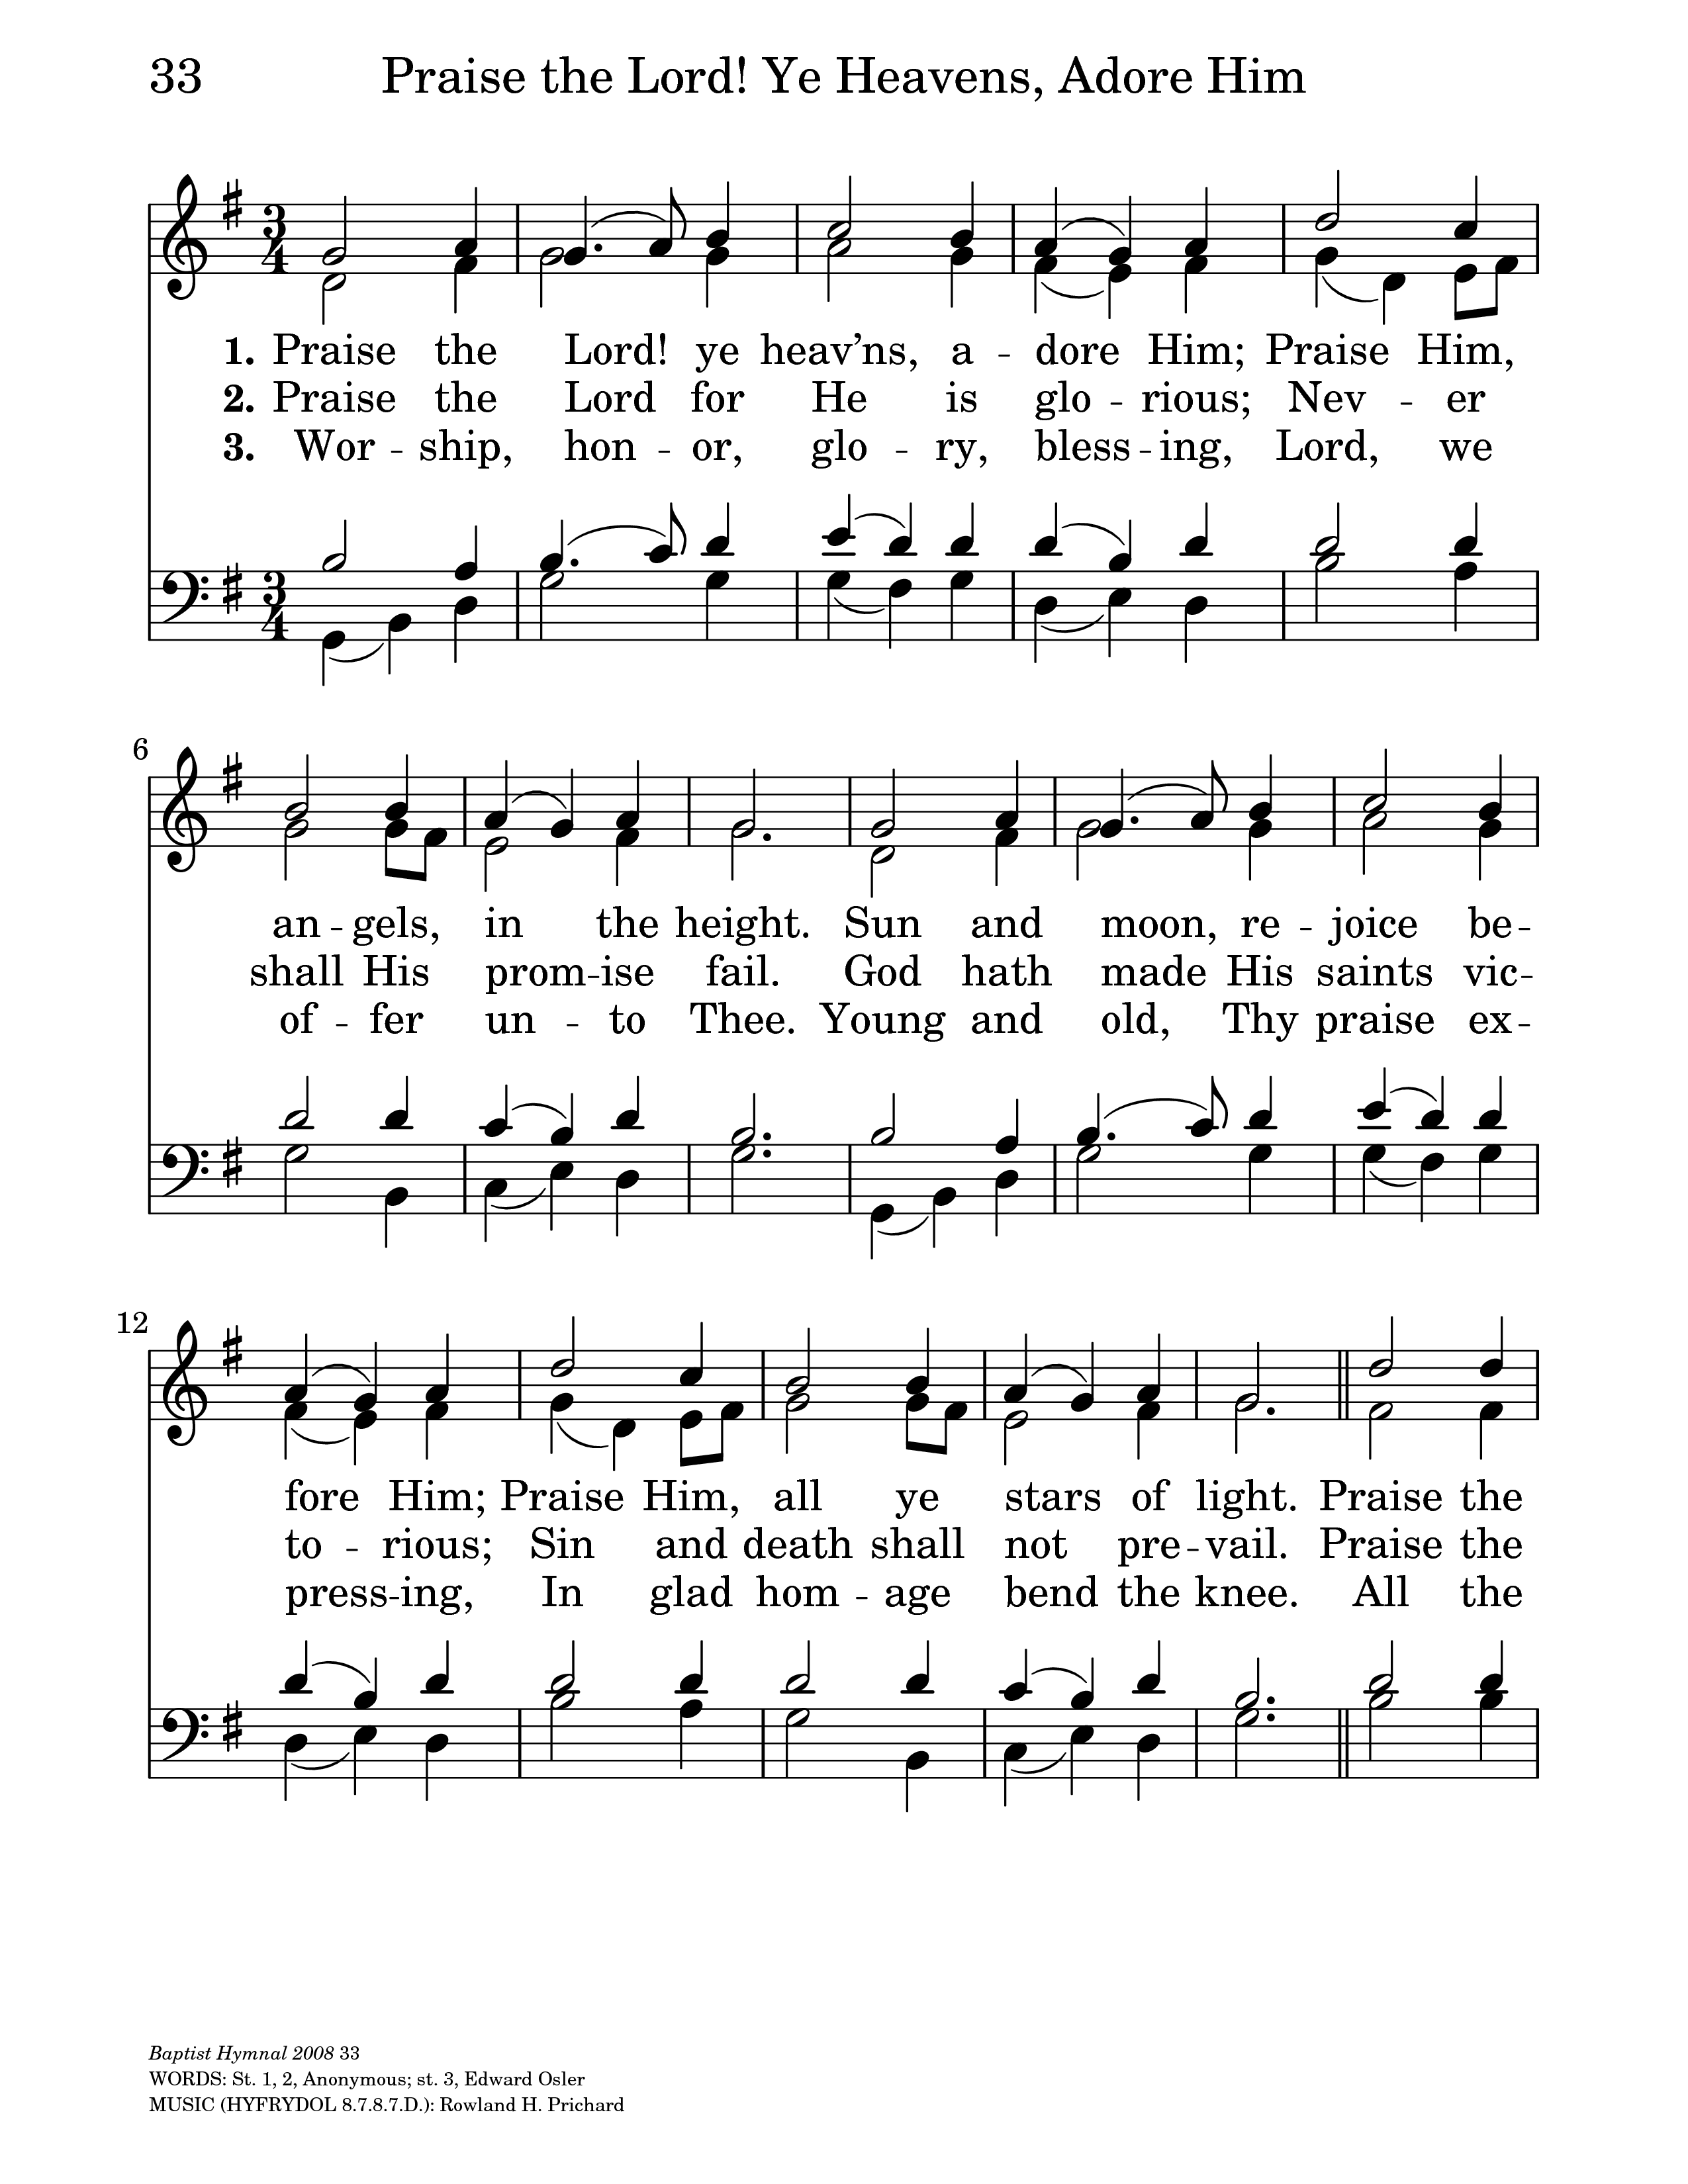 33 Praise the Lord! Ye Heavens, Adore Him
3 4
1. Praise the Lord! ye heav’ns, a -- dore Him; Praise Him,
2. Praise the Lord for He is glo -- rious; Nev -- er
3. Wor -- ship, hon -- or, glo -- ry, bless -- ing, Lord, we
3 4
6
an -- gels, in the height. Sun and moon, re -- joice be --
shall His prom -- ise fail. God hath made His saints vic --
of -- fer un -- to Thee. Young and old, Thy praise ex --
12
fore Him; Praise Him, all ye stars of light. Praise the
to -- rious; Sin and death shall not pre -- vail. Praise the
press -- ing, In glad hom -- age bend the knee. All the
Baptist Hymnal 2008 33
WORDS: St. 1, 2, Anonymous; st. 3, Edward Osler
MUSIC (HYFRYDOL 8.7.8.7.D.): Rowland H. Prichard